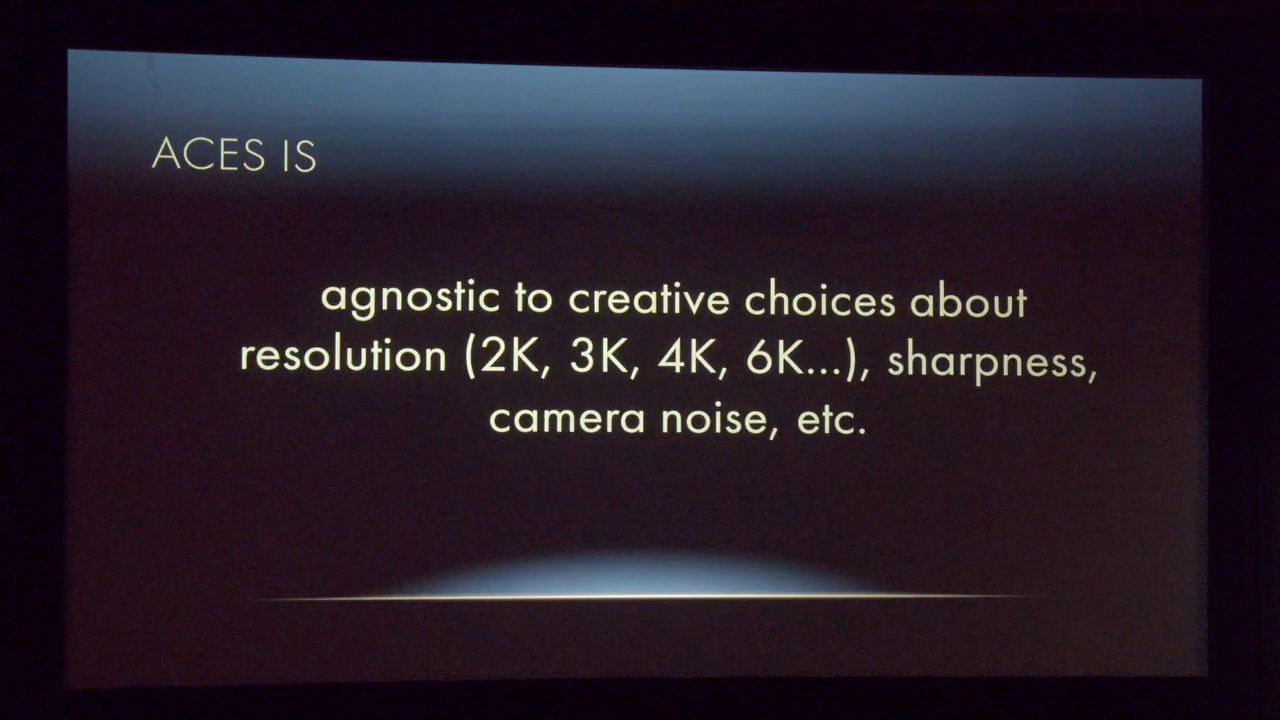 ACES IS
agnostic to creative choices about
resolution (2K, 3K, 4K, 6K...), sharpness,
camera noise, etc.